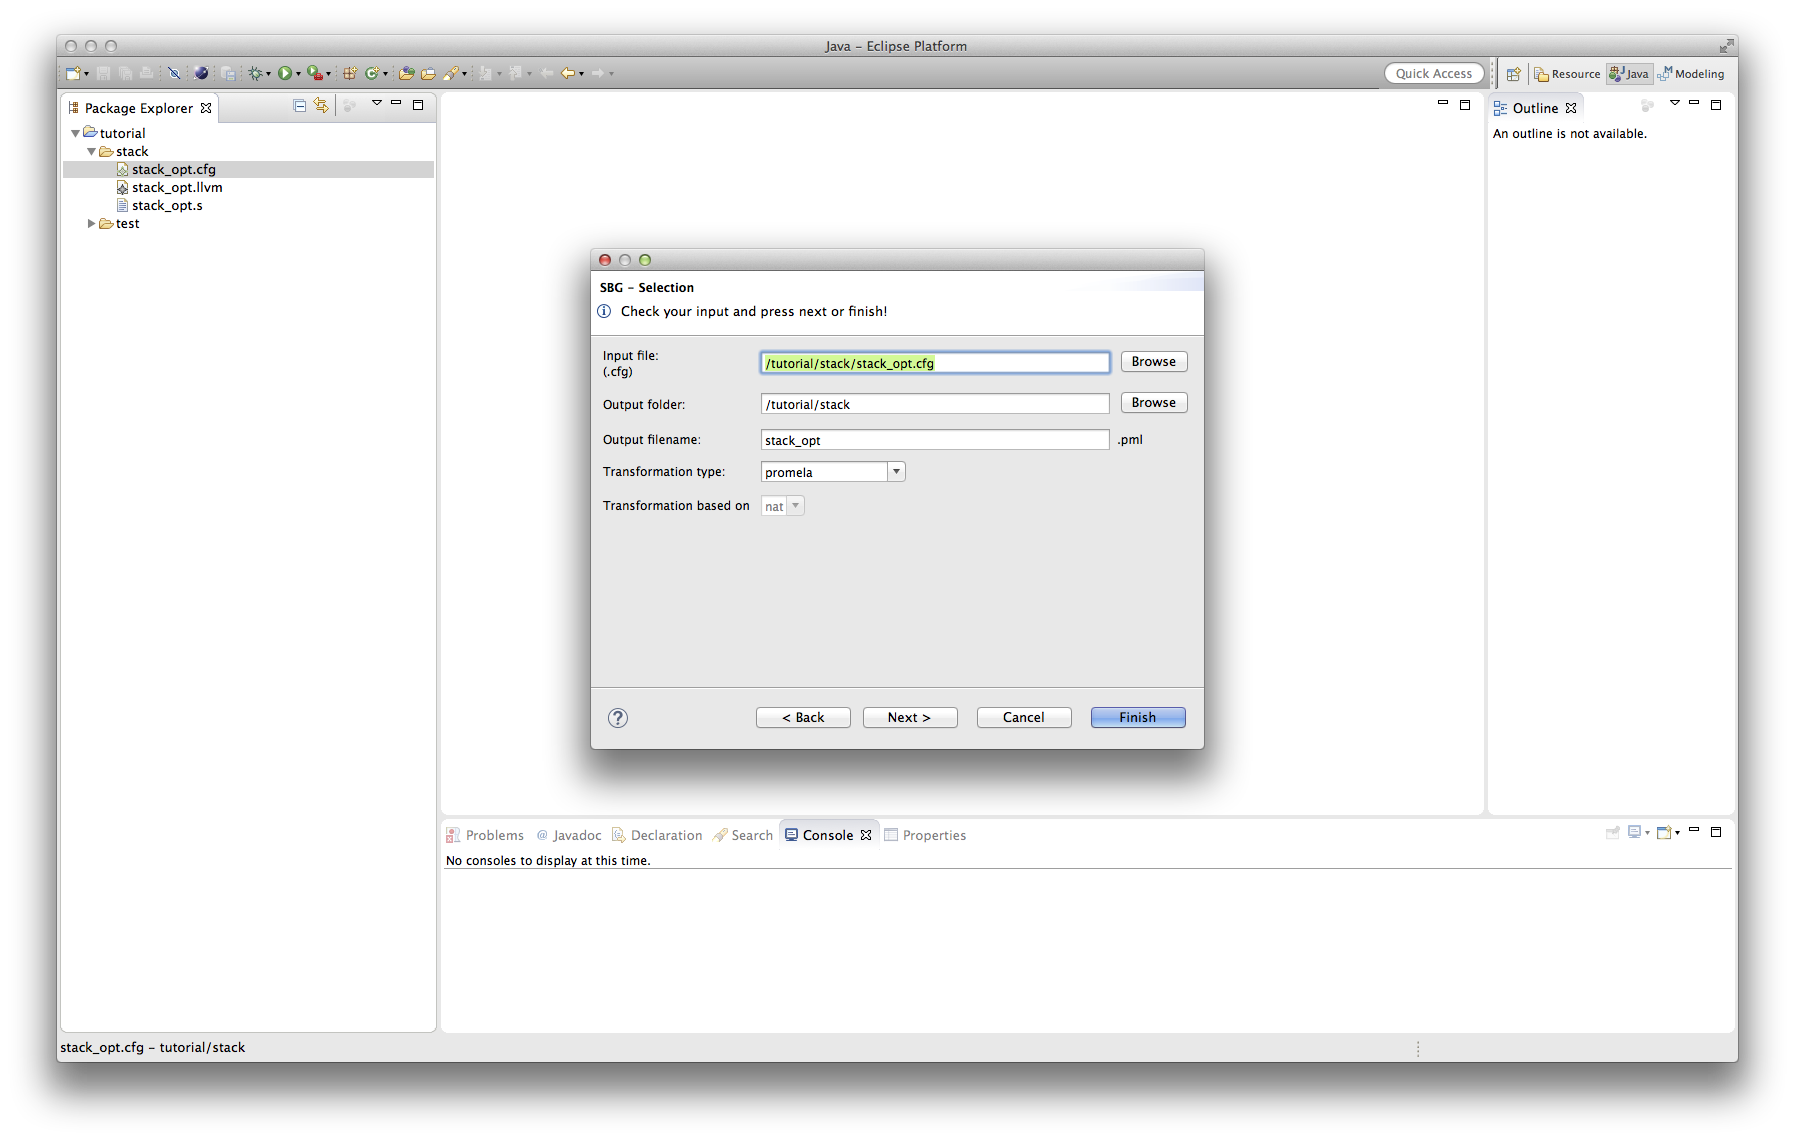 Java – Eclipse Platform
Quick Access
Resource
Java
Modeling
Package Explorer
tutorial
stack
stack_opt.cfg
stack_opt.llvm
stack_opt.s
test
Outline
An outline is not available.
SBG – Selection
Check your input and press next or finish!
Input file:
(.cfg)
/tutorial/stack/stack_opt.cfg
Browse
Output folder:
/tutorial/stack
Browse
Output filename:
stack_opt
.pml
Transformation type:
promela
Transformation based on
nat
?
< Back
Next >
Cancel
Finish
Problems
@ Javadoc
Declaration
Search
Console
Properties
No consoles to display at this time.
stack_opt.cfg – tutorial/stack